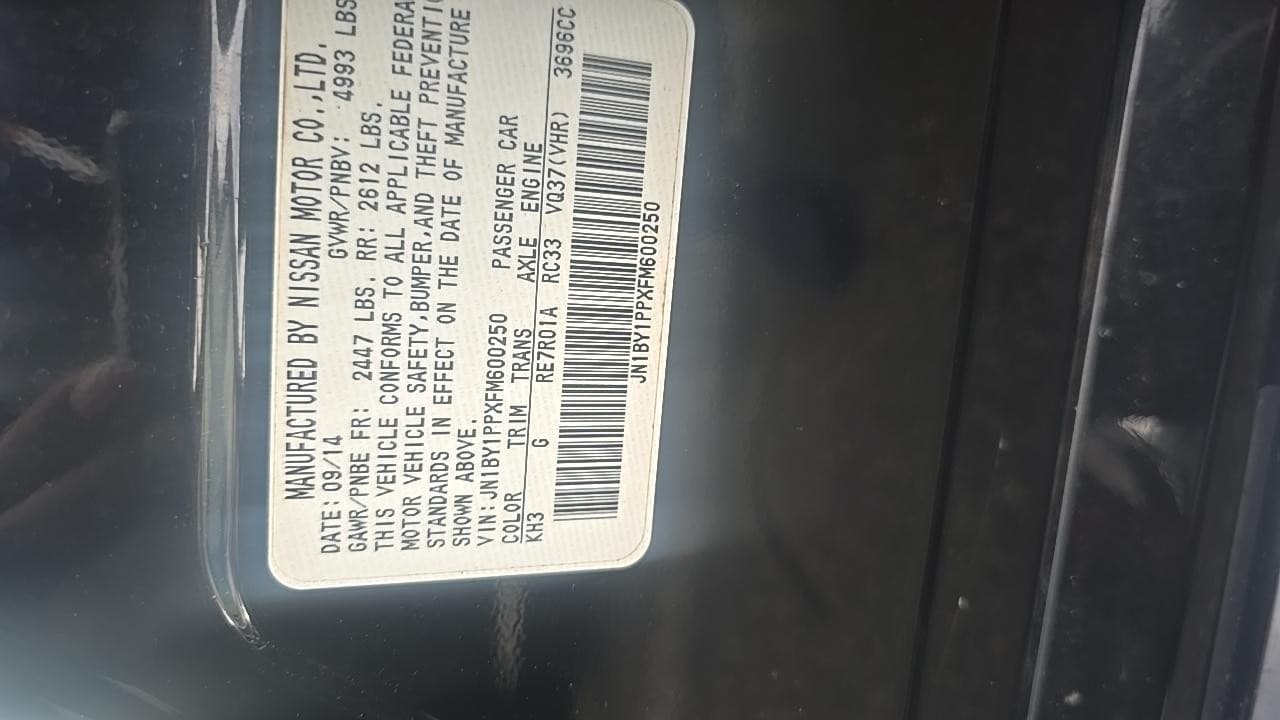 MANUFACTURED BY NISSAN MOTOR CO.,LTD.
DATE: 09/14 GVWR/PNBV: 4993 LBS
GAWR/PNBE FR: 2447 LBS. RR: 2612 LBS.
THIS VEHICLE CONFORMS TO ALL APPLICABLE FEDERA
MOTOR VEHICLE SAFETY,BUMPER,AND THEFT PREVENTI
STANDARDS IN EFFECT ON THE DATE OF MANUFACTURE
SHOWN ABOVE.
VIN:JN1BY1PPXFM600250 PASSENGER CAR
COLOR TRIM TRANS AXLE ENGINE
KH3 G RE7R01A RC33 VQ37(VHR) 3696CC
JN1BY1PPXFM600250